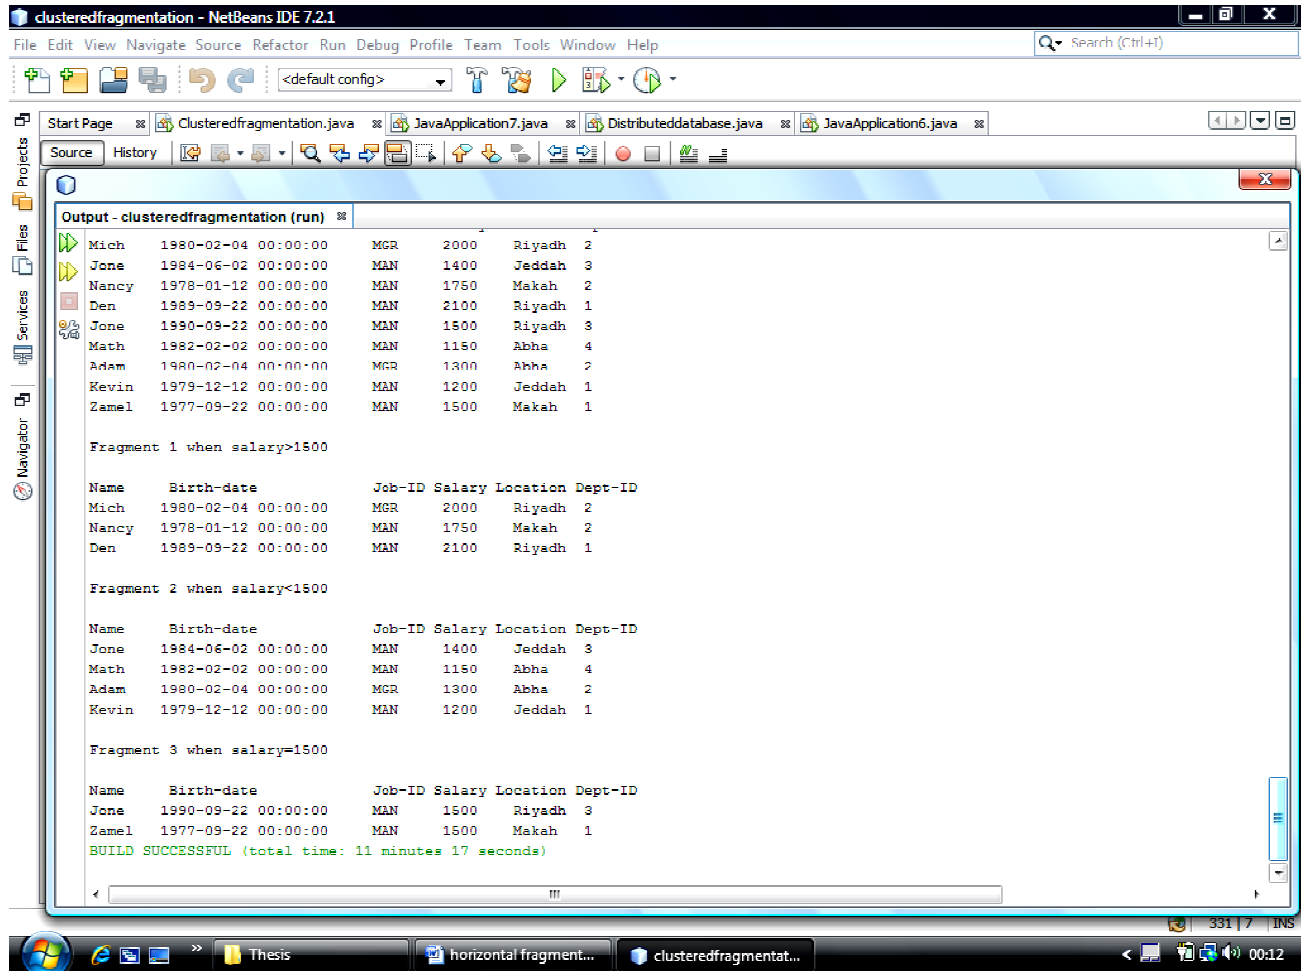 clusteredfragmentation - NetBeans IDE 7.2.1
File Edit View Navigate Source Refactor Run Debug Profile Team Tools Window Help
Search (Ctrl+I)
<default config>
Start Page Clusteredfragmentation.java JavaApplication7.java Distributeddatabase.java JavaApplication6.java
Source History
Projects
Files
Services
Navigator
Output - clusteredfragmentation (run)
Mich 1980-02-04 00:00:00 MGR 2000 Riyadh 2
Jone 1984-06-02 00:00:00 MAN 1400 Jeddah 3
Nancy 1978-01-12 00:00:00 MAN 1750 Makah 2
Den 1989-09-22 00:00:00 MAN 2100 Riyadh 1
Jone 1990-09-22 00:00:00 MAN 1500 Riyadh 3
Math 1982-02-02 00:00:00 MAN 1150 Abha 4
Adam 1980-02-04 00:00:00 MGR 1300 Abha 2
Kevin 1979-12-12 00:00:00 MAN 1200 Jeddah 1
Zamel 1977-09-22 00:00:00 MAN 1500 Makah 1
Fragment 1 when salary>1500
Name Birth-date Job-ID Salary Location Dept-ID
Mich 1980-02-04 00:00:00 MGR 2000 Riyadh 2
Nancy 1978-01-12 00:00:00 MAN 1750 Makah 2
Den 1989-09-22 00:00:00 MAN 2100 Riyadh 1
Fragment 2 when salary<1500
Name Birth-date Job-ID Salary Location Dept-ID
Jone 1984-06-02 00:00:00 MAN 1400 Jeddah 3
Math 1982-02-02 00:00:00 MAN 1150 Abha 4
Adam 1980-02-04 00:00:00 MGR 1300 Abha 2
Kevin 1979-12-12 00:00:00 MAN 1200 Jeddah 1
Fragment 3 when salary=1500
Name Birth-date Job-ID Salary Location Dept-ID
Jone 1990-09-22 00:00:00 MAN 1500 Riyadh 3
Zamel 1977-09-22 00:00:00 MAN 1500 Makah 1
BUILD SUCCESSFUL (total time: 11 minutes 17 seconds)
331 7 INS
Thesis horizontal fragment... clusteredfragmentat... 00:12